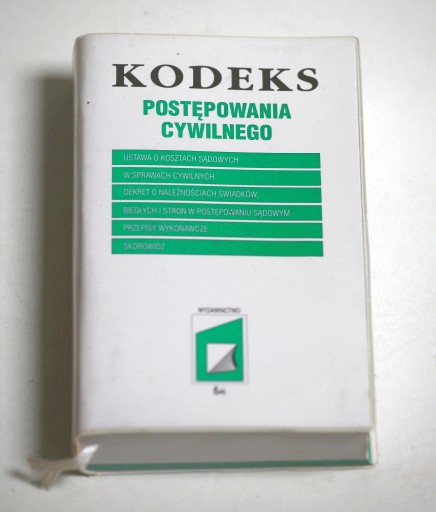 KODEKS
POSTĘPOWANIA
CYWILNEGO
USTAWA O KOSZTACH SĄDOWYCH
W SPRAWACH CYWILNYCH
DEKRET O NALEŻNOŚCIACH ŚWIADKÓW,
BIEGŁYCH I STRON W POSTĘPOWANIU SĄDOWYM
PRZEPISY WYKONAWCZE
SKOROWIDZ
WYDAWNICTWO